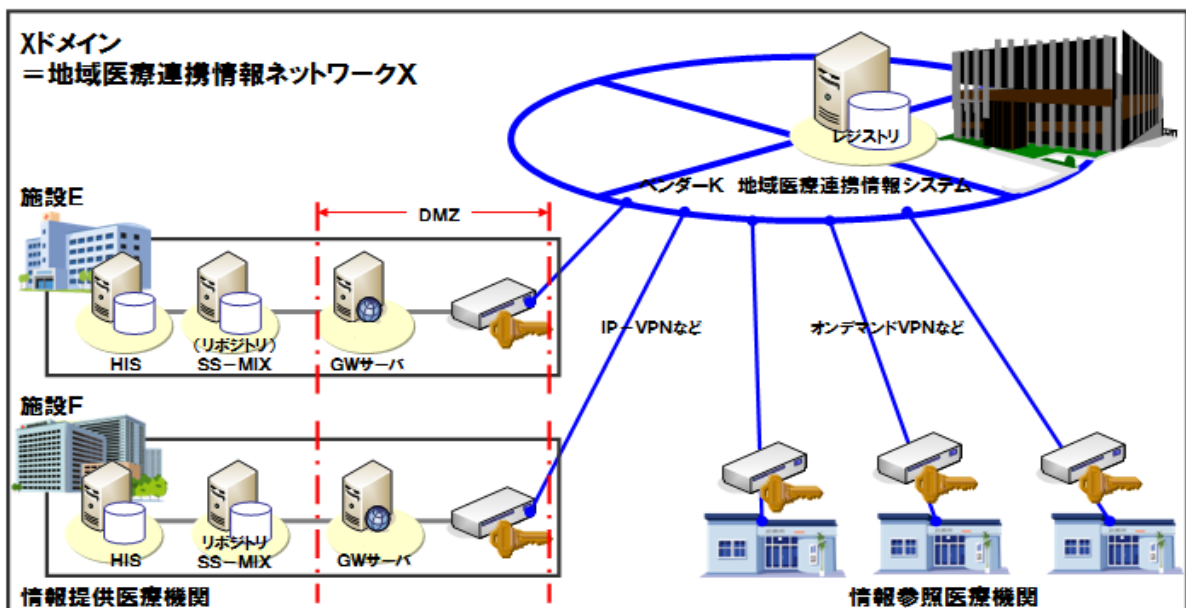 Xドメイン
＝地域医療連携情報ネットワークX
レジストリ
ベンダーK 地域医療連携情報システム
施設E
DMZ
HIS
(リポジトリ)
SS-MIX
GWサーバ
IP－VPNなど
オンデマンドVPNなど
施設F
HIS
リポジトリ
SS-MIX
GWサーバ
情報提供医療機関
情報参照医療機関